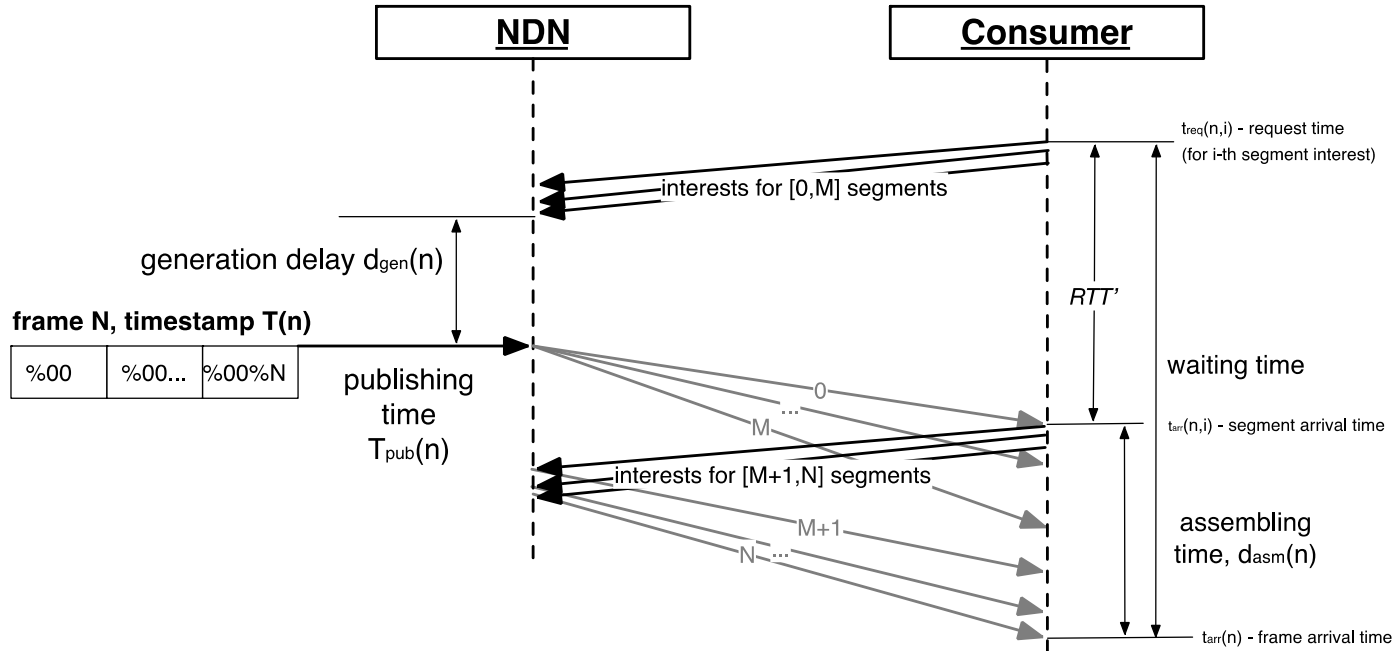 NDN
Consumer
treq(n,i) - request time
(for i-th segment interest)
interests for [0,M] segments
generation delay dgen(n)
RTT’
frame N, timestamp T(n)
%00
%00...
%00%N
publishing
time
Tpub(n)
waiting time
0
...
M
tarr(n,i) - segment arrival time
interests for [M+1,N] segments
M+1
N
...
assembling
time, dasm(n)
tarr(n) - frame arrival time